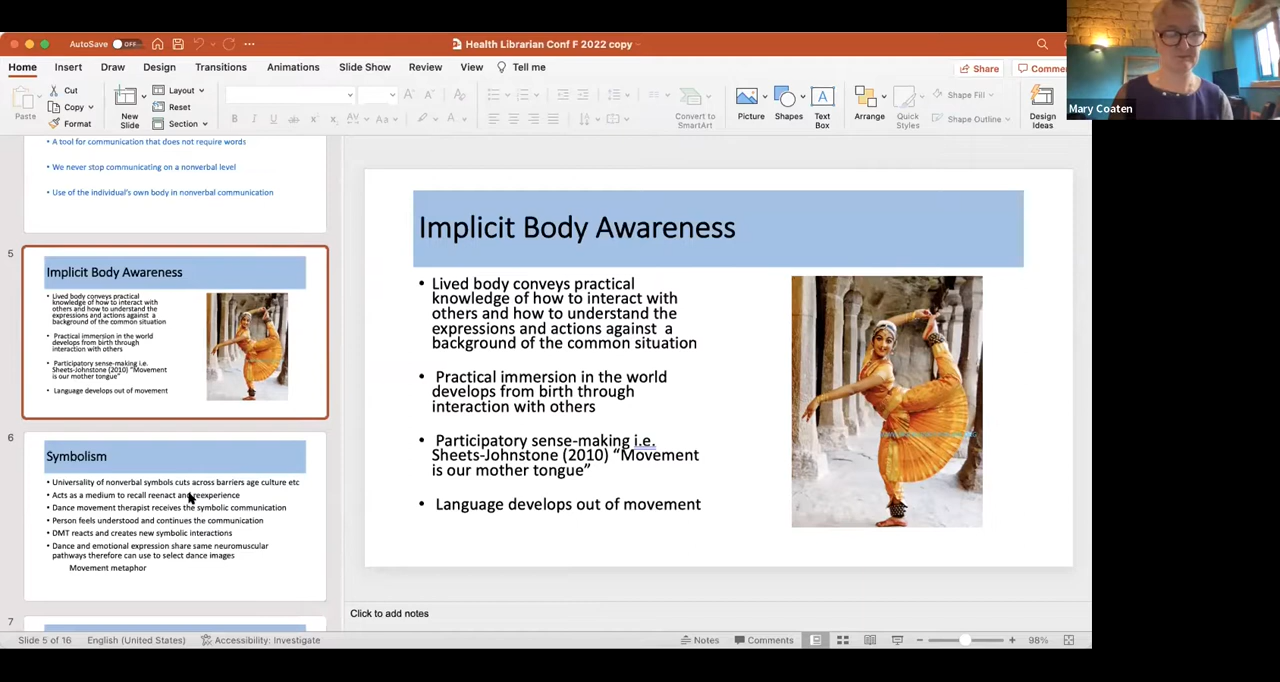 AutoSave OFF
Health Librarian Conf F 2022 copy
Mary Coaten
Home Insert Draw Design Transitions Animations Slide Show Review View Tell me
Share
Comme
Paste
Cut
Copy
Format
New
Slide
Layout
Reset
Section
Convert to
SmartArt
Picture
Shapes
Text
Box
Arrange
Quick
Styles
Shape Fill
Shape Outline
Design
Ideas
• A tool for communication that does not require words
• We never stop communicating on a nonverbal level
• Use of the individual's own body in nonverbal communication
5
Implicit Body Awareness
• Lived body conveys practical
knowledge of how to interact with
others and how to understand the
expressions and actions against a
background of the common situation
• Practical immersion in the world
develops from birth through
interaction with others
• Participatory sense-making i.e.
Sheets-Johnstone (2010) "Movement
is our mother tongue"
• Language develops out of movement
6
Symbolism
• Universality of nonverbal symbols cuts across barriers age culture etc
• Acts as a medium to recall reenact and reexperience
• Dance movement therapist receives the symbolic communication
• Person feels understood and continues the communication
• DMT reacts and creates new symbolic interactions
• Dance and emotional expression share same neuromuscular
pathways therefore can use to select dance images
Movement metaphor
7
Implicit Body Awareness
• Lived body conveys practical
knowledge of how to interact with
others and how to understand the
expressions and actions against a
background of the common situation
• Practical immersion in the world
develops from birth through
interaction with others
• Participatory sense-making i.e.
Sheets-Johnstone (2010) "Movement
is our mother tongue"
• Language develops out of movement
Click to add notes
Slide 5 of 16 English (United States) Accessibility: Investigate Notes Comments 98%